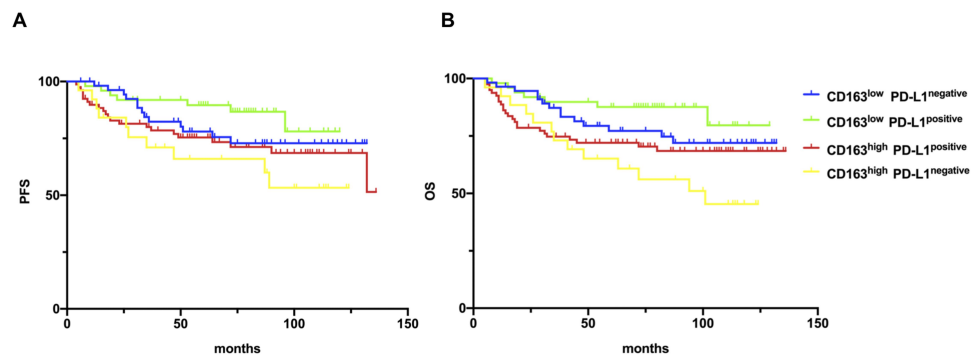 A
B
100
50
0
PFS
0
50
100
150
months
100
50
0
OS
0
50
100
150
months
CD163low PD-L1negative
CD163low PD-L1positive
CD163high PD-L1positive
CD163high PD-L1negative